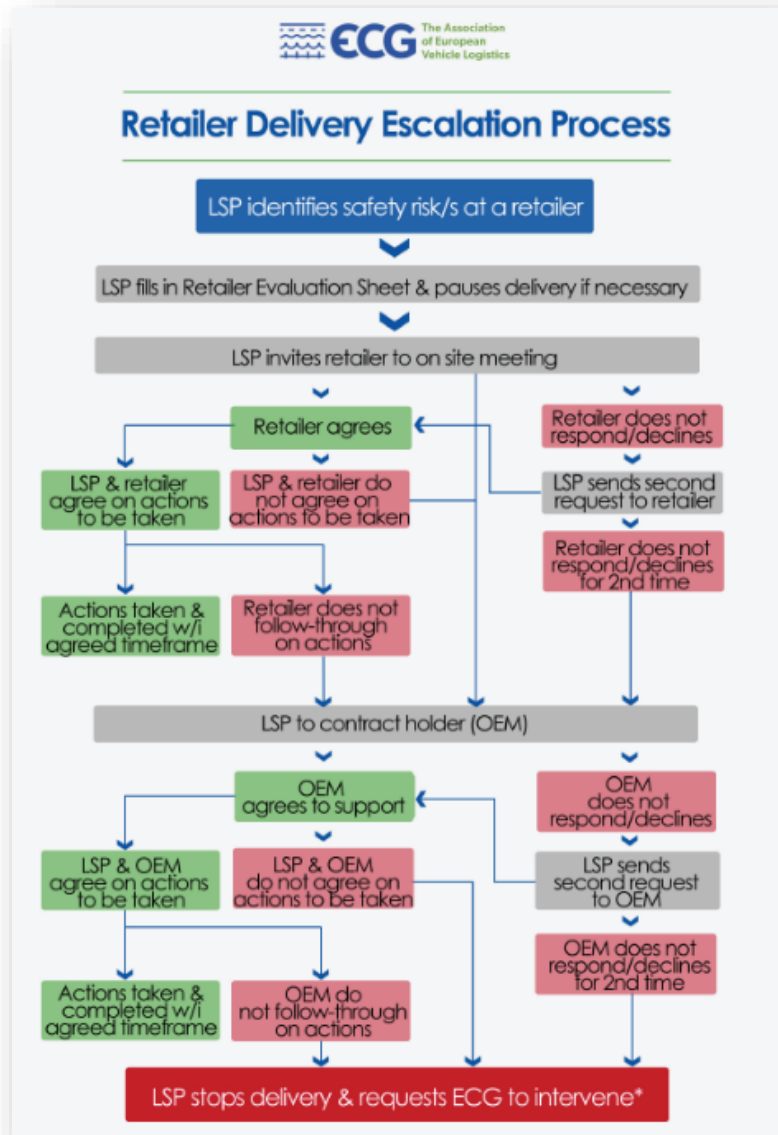 ECG
The Association
of European
Vehicle Logistics
Retailer Delivery Escalation Process
LSP identifies safety risk/s at a retailer
LSP fills in Retailer Evaluation Sheet & pauses delivery if necessary
LSP invites retailer to on site meeting
Retailer agrees
Retailer does not
respond/declines
LSP & retailer
agree on actions
to be taken
LSP & retailer do
not agree on
actions to be taken
LSP sends second
request to retailer
Retailer does not
respond/declines
for 2nd time
Actions taken &
completed w/i
agreed timeframe
Retailer does not
follow-through
on actions
LSP to contract holder (OEM)
OEM
agrees to support
OEM
does not
respond/declines
LSP & OEM
agree on actions
to be taken
LSP & OEM
do not agree on
actions to be taken
LSP sends
second request
to OEM
OEM does not
respond/declines
for 2nd time
Actions taken &
completed w/i
agreed timeframe
OEM do
not follow-through
on actions
LSP stops delivery & requests ECG to intervene*